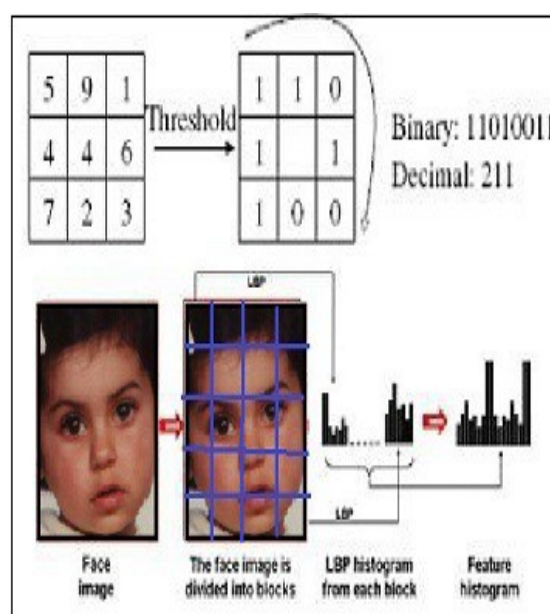 5 9 1
4 4 6
7 2 3
Threshold
1 1 0
1 1
1 0 0
Binary: 11010011
Decimal: 211
LBP
LBP
Face
image
The face image is
divided into blocks
LBP histogram
from each block
Feature
histogram